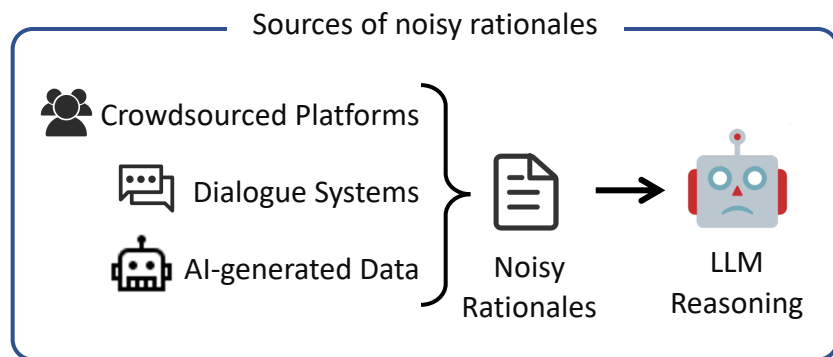 Sources of noisy rationales
Crowdsourced Platforms
Dialogue Systems
AI-generated Data
Noisy
Rationales
LLM
Reasoning